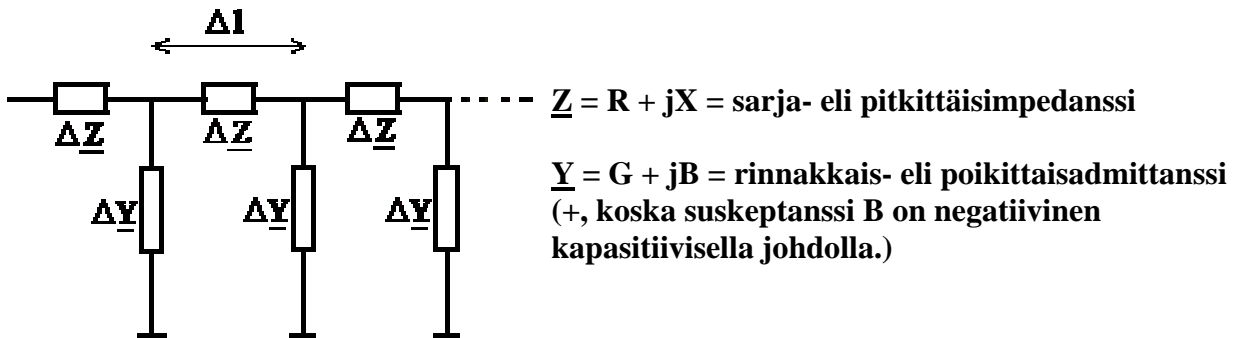 Δl
Z = R + jX = sarja- eli pitkittäisimpedanssi
ΔZ ΔZ ΔZ
Y = G + jB = rinnakkais- eli poikittaisadmittanssi
(+, koska suskeptanssi B on negatiivinen
kapasitiivisella johdolla.)
ΔY ΔY ΔY